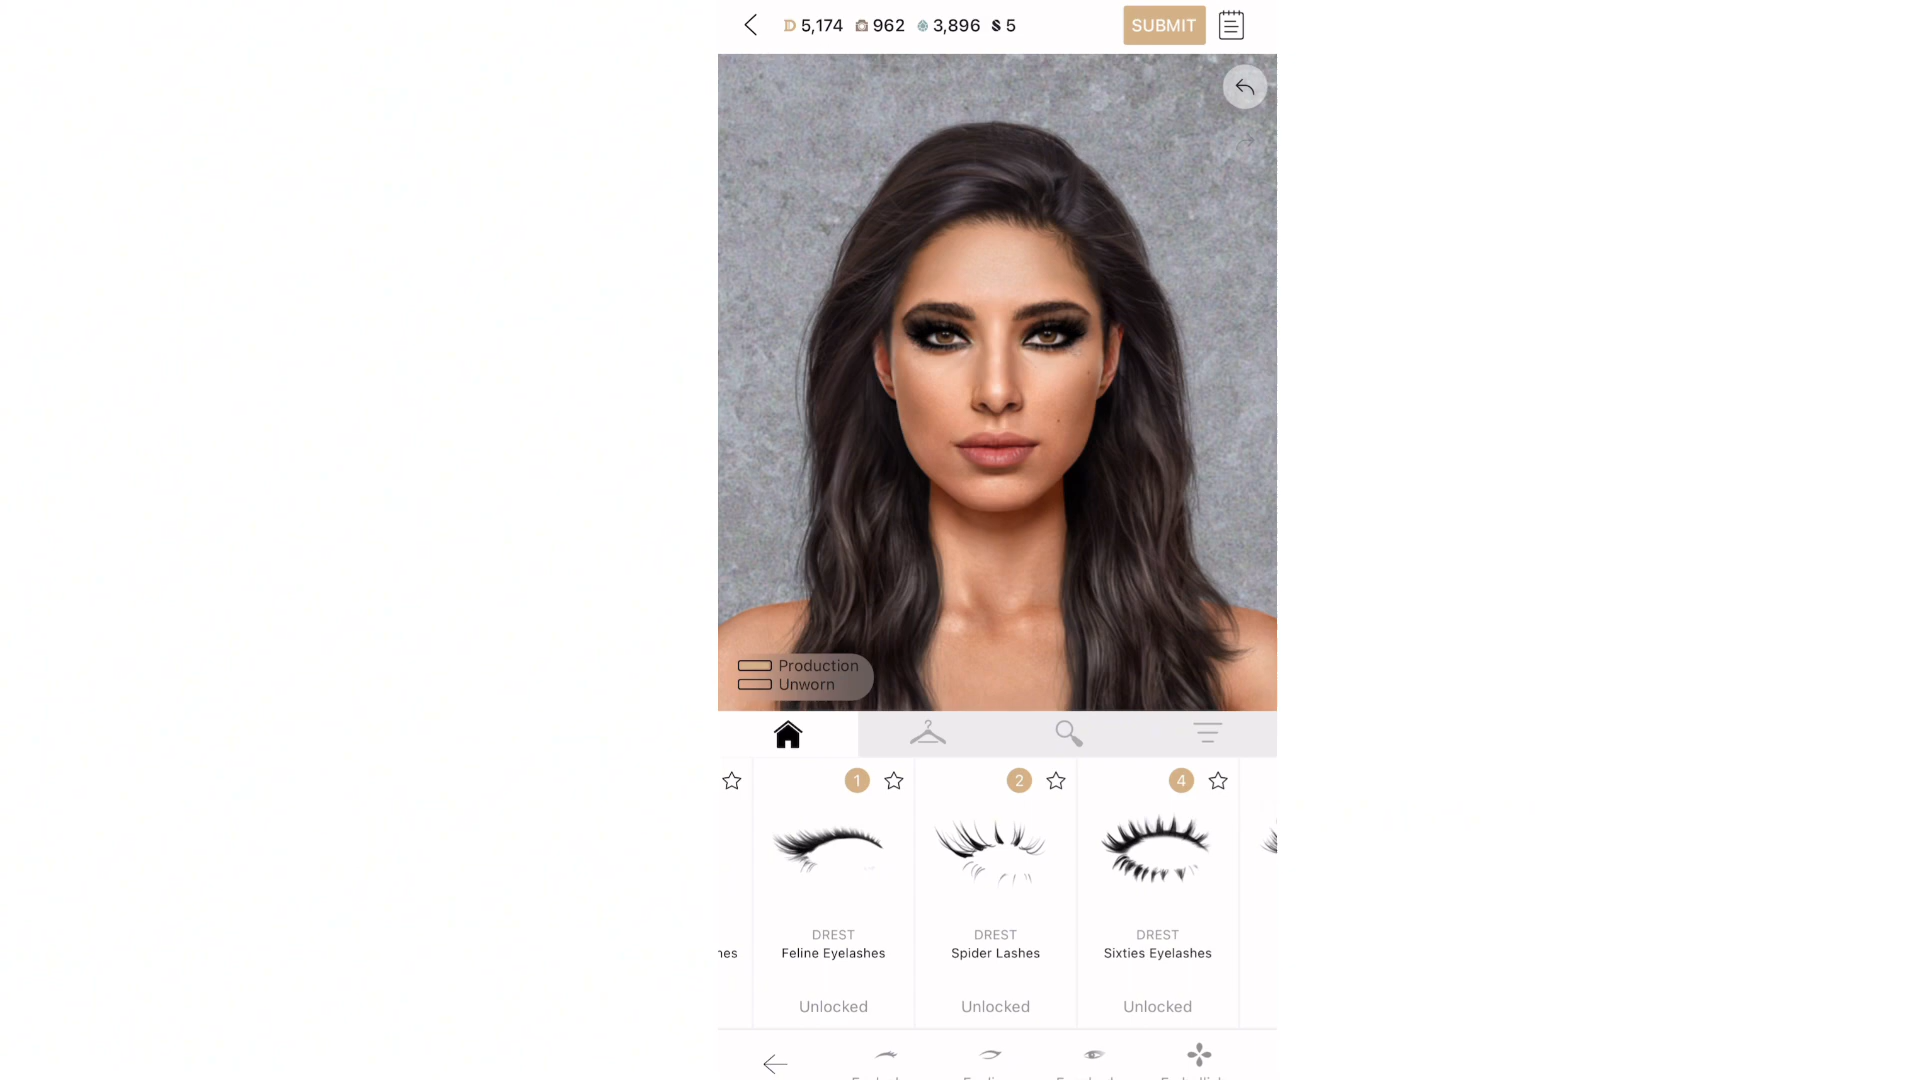 5,174 962 3,896 5 SUBMIT
Production
Unworn
1 2 4
DREST DREST DREST
Feline Eyelashes Spider Lashes Sixties Eyelashes
Unlocked Unlocked Unlocked